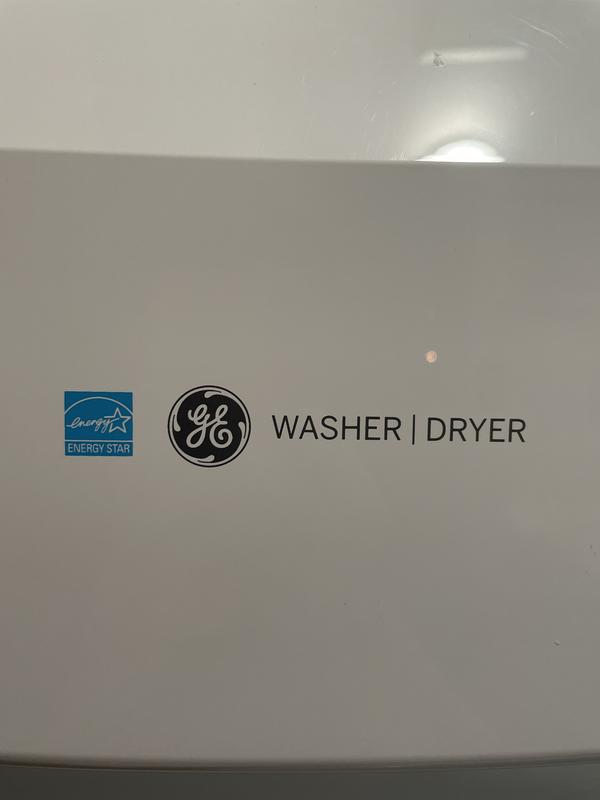 energy
ENERGY STAR
GE
WASHER | DRYER